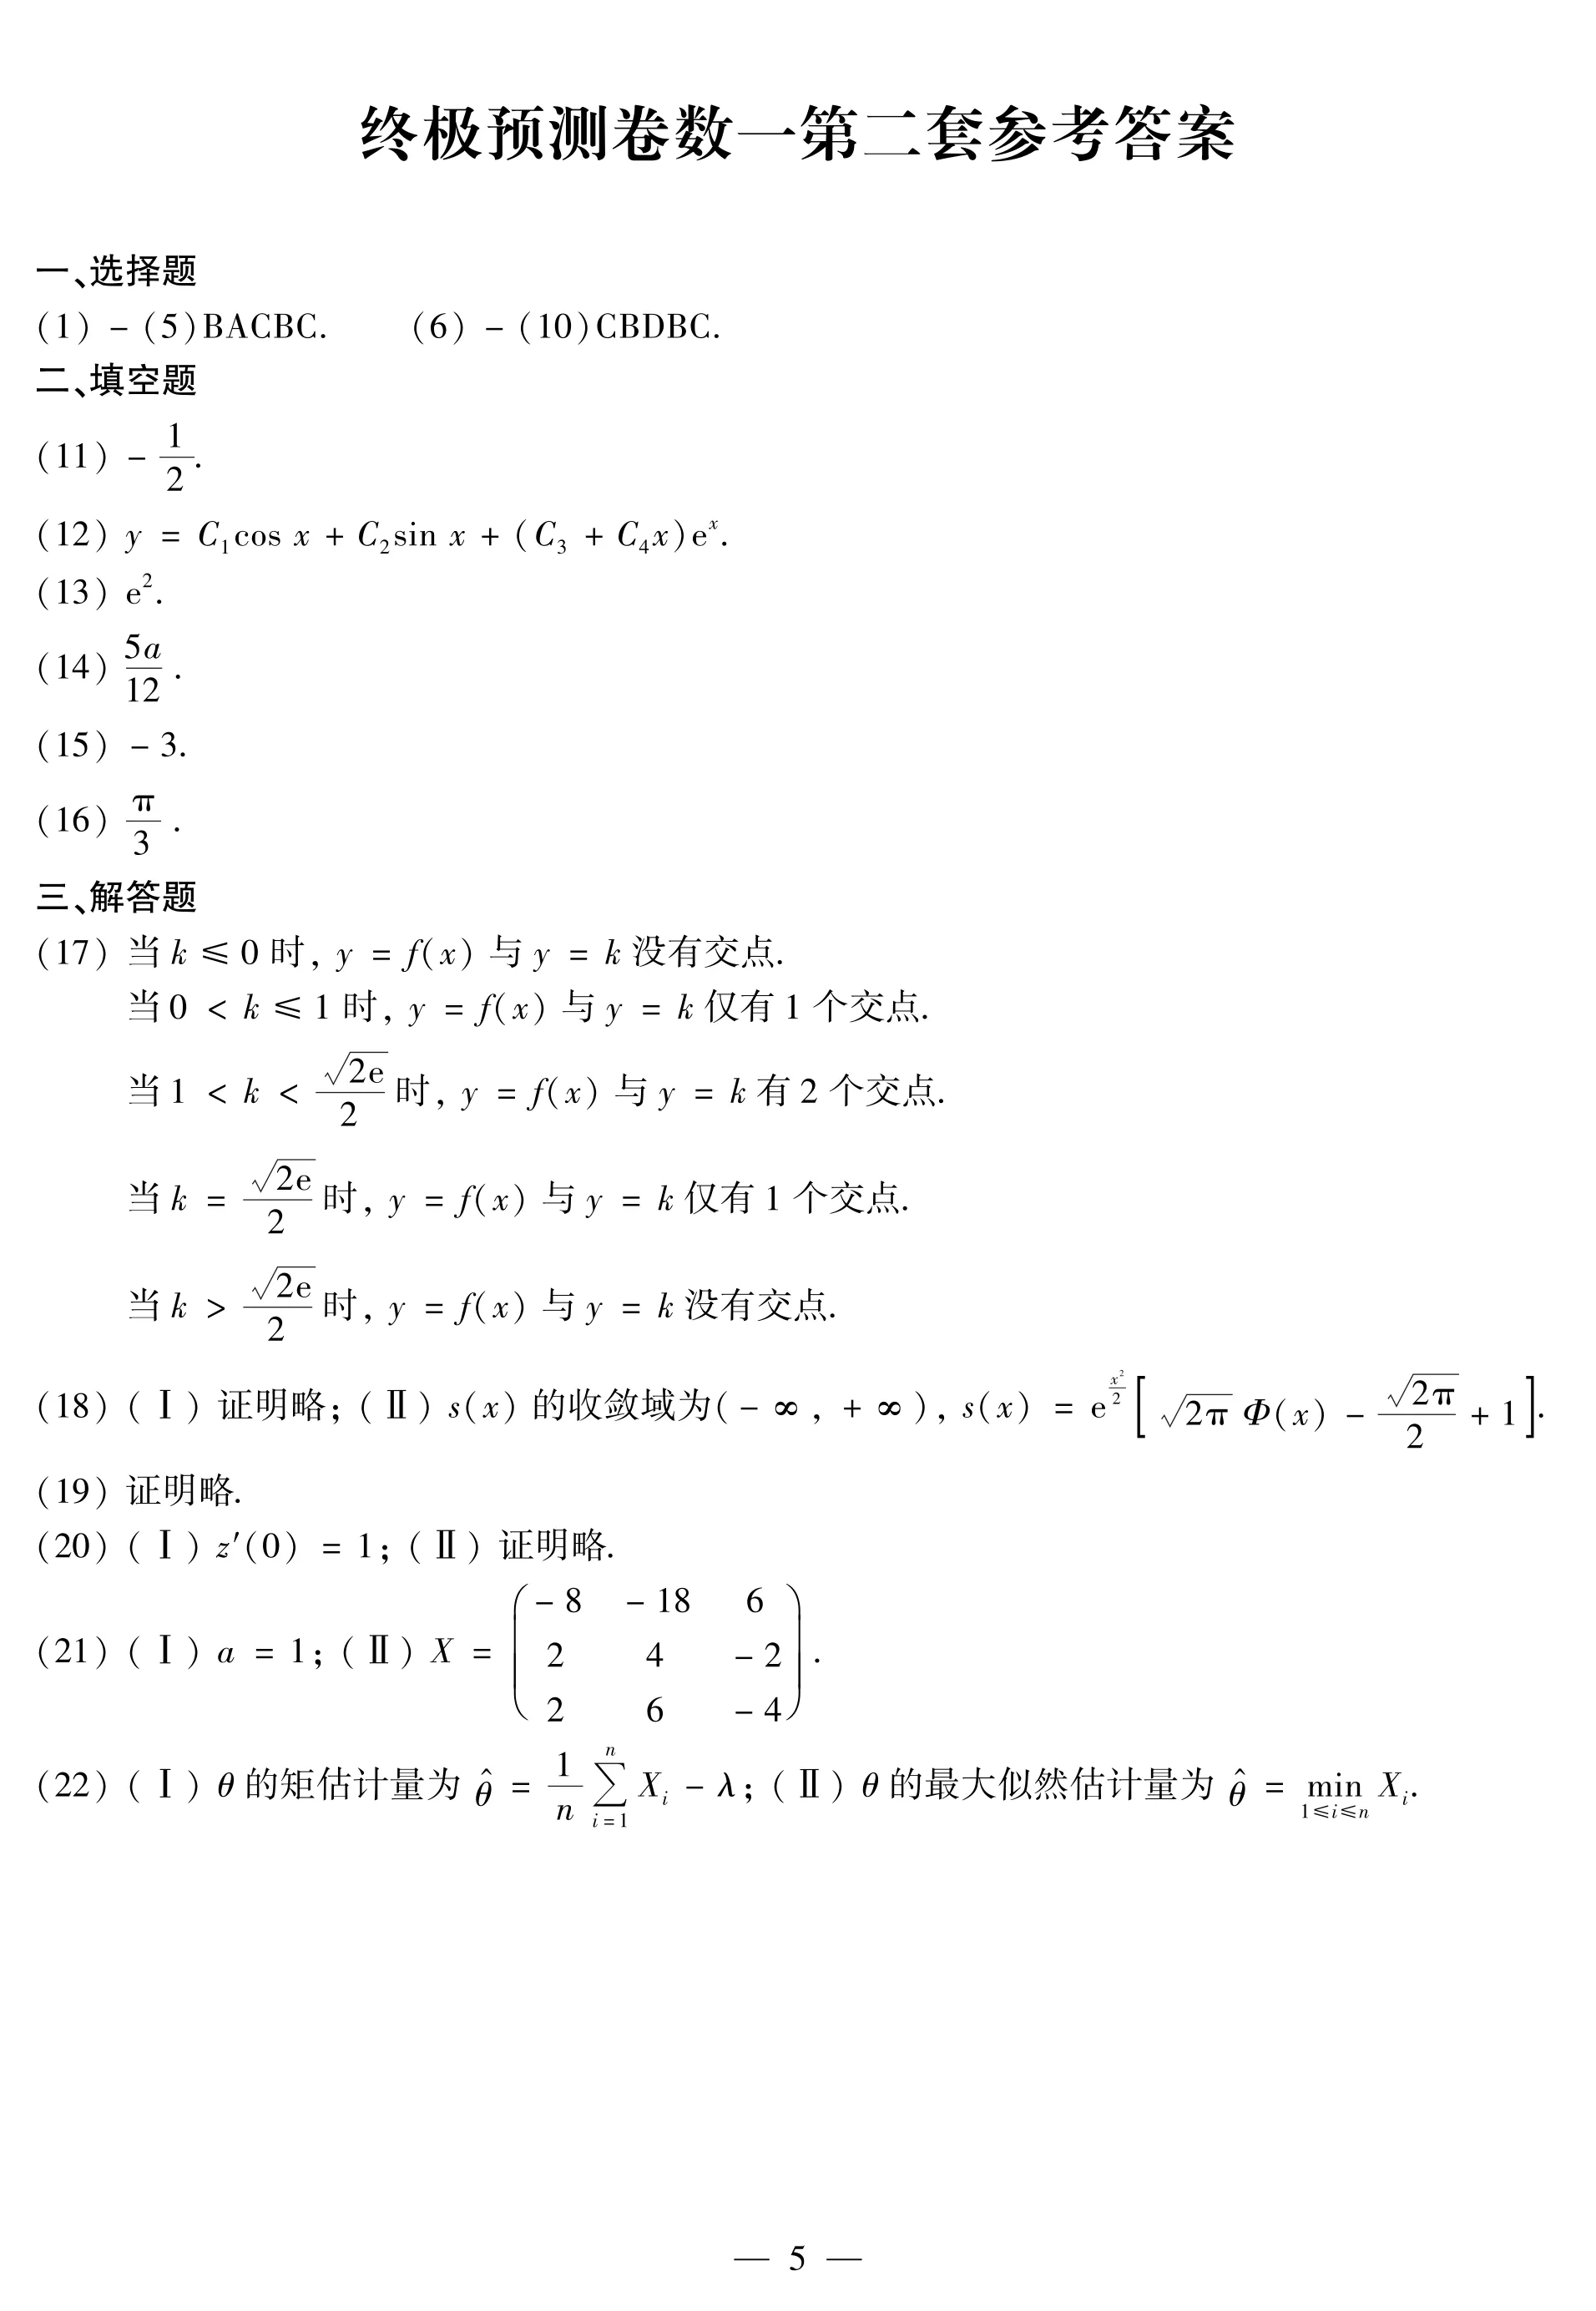 终极预测卷数一第二套参考答案
一、选择题
(1) - (5)BACBC. (6) - (10)CBDBC.
二、填空题
(11) $-\frac{1}{2}$.
(12) $y = C_1\cos x + C_2\sin x + (C_3 + C_4x)e^x$.
(13) $e^2$.
(14) $\frac{5a}{12}$.
(15) $-3$.
(16) $\frac{\pi}{3}$.
三、解答题
(17) 当 $k \leq 0$ 时, $y = f(x)$ 与 $y = k$ 没有交点.
当 $0 < k \leq 1$ 时, $y = f(x)$ 与 $y = k$ 仅有 1 个交点.
当 $1 < k < \frac{\sqrt{2e}}{2}$ 时, $y = f(x)$ 与 $y = k$ 有 2 个交点.
当 $k = \frac{\sqrt{2e}}{2}$ 时, $y = f(x)$ 与 $y = k$ 仅有 1 个交点.
当 $k > \frac{\sqrt{2e}}{2}$ 时, $y = f(x)$ 与 $y = k$ 没有交点.
(18) (Ⅰ) 证明略; (Ⅱ) $s(x)$ 的收敛域为 $(-\infty, +\infty)$, $s(x) = e^{\frac{x^2}{2}}\left[\sqrt{2\pi}\,\Phi(x) - \frac{\sqrt{2\pi}}{2} + 1\right]$.
(19) 证明略.
(20) (Ⅰ) $z'(0) = 1$; (Ⅱ) 证明略.
(21) (Ⅰ) $a = 1$; (Ⅱ) $X = \begin{pmatrix} -8 & -18 & 6 \\ 2 & 4 & -2 \\ 2 & 6 & -4 \end{pmatrix}$.
(22) (Ⅰ) $\theta$ 的矩估计量为 $\hat{\theta} = \frac{1}{n}\sum_{i=1}^{n} X_i - \lambda$; (Ⅱ) $\theta$ 的最大似然估计量为 $\hat{\theta} = \min_{1 \leq i \leq n} X_i$.
— 5 —